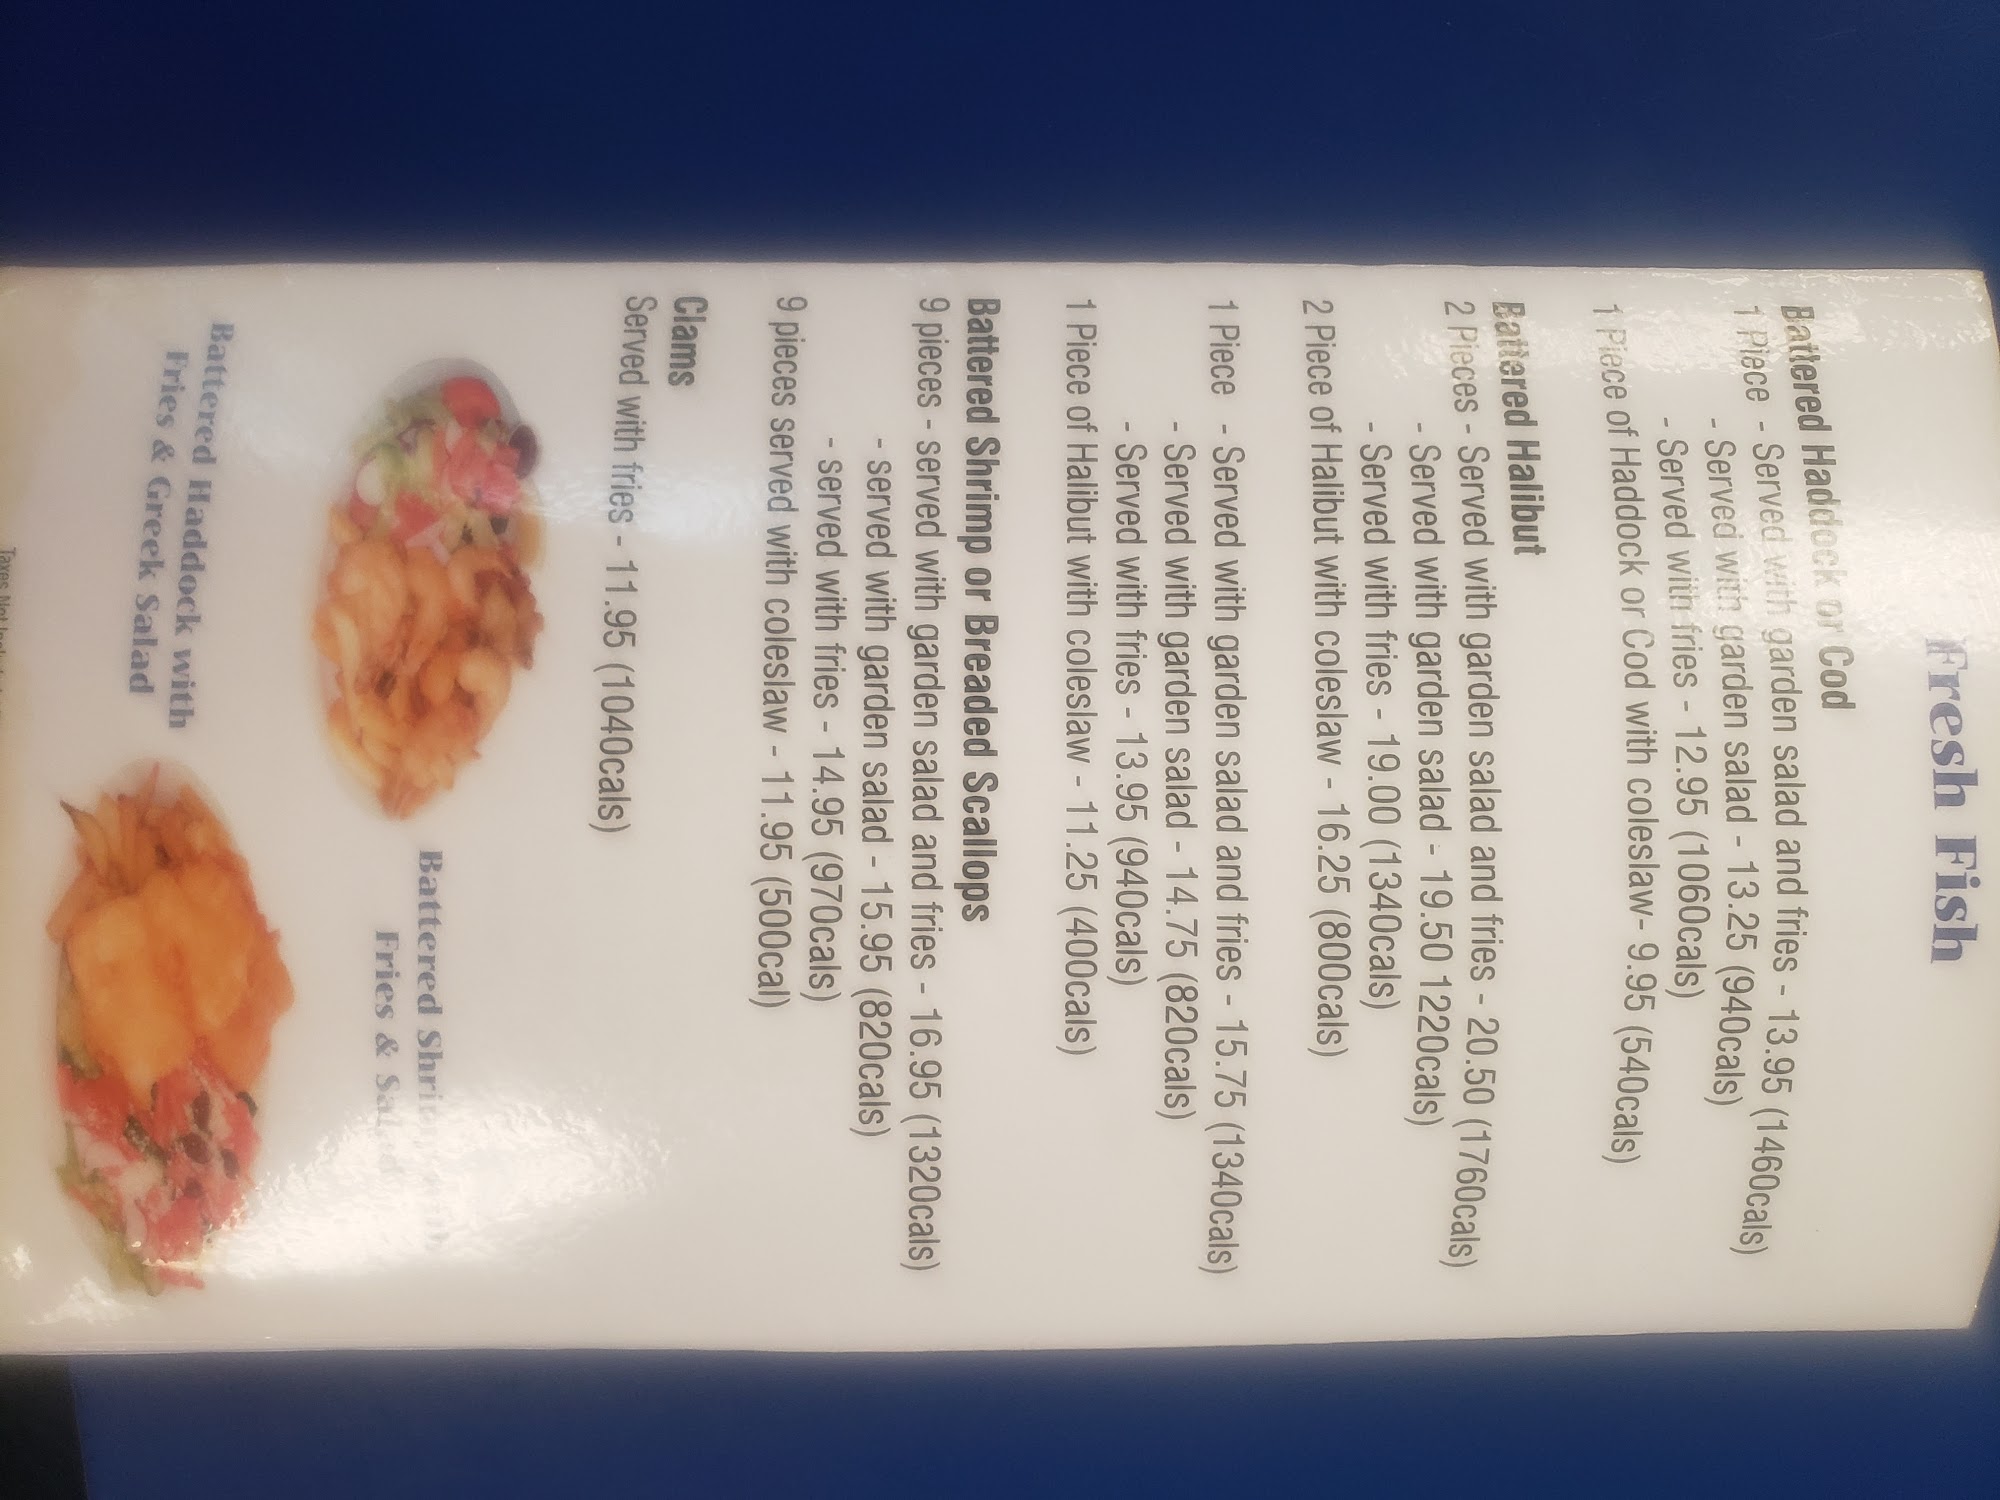 Fresh Fish
Battered Haddock or Cod
1 Piece - Served with garden salad and fries - 13.95 (1460cals)
- Served with garden salad - 13.25 (940cals)
- Served with fries - 12.95 (1060cals)
1 Piece of Haddock or Cod with coleslaw- 9.95 (540cals)
Battered Halibut
2 Pieces - Served with garden salad and fries - 20.50 (1760cals)
- Served with garden salad - 19.50 1220cals)
- Served with fries - 19.00 (1340cals)
2 Piece of Halibut with coleslaw - 16.25 (800cals)
1 Piece - Served with garden salad and fries - 15.75 (1340cals)
- Served with garden salad - 14.75 (820cals)
- Served with fries - 13.95 (940cals)
1 Piece of Halibut with coleslaw - 11.25 (400cals)
Battered Shrimp or Breaded Scallops
9 pieces - served with garden salad and fries - 16.95 (1320cals)
- served with garden salad - 15.95 (820cals)
- served with fries - 14.95 (970cals)
9 pieces served with coleslaw - 11.95 (500cal)
Clams
Served with fries - 11.95 (1040cals)
Battered Shrimp
Fries & Salad
Battered Haddock with
Fries & Greek Salad
Taxes Not